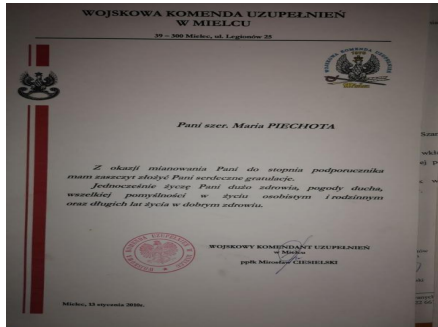 WOJSKOWA KOMENDA UZUPEŁNIEŃ
W MIELCU
39 – 300 Mielec, ul. Legionów 25
Pani szer. Maria PIECHOTA
Z okazji mianowania Pani do stopnia podporucznika
mam zaszczyt złożyć Pani serdeczne gratulacje.
Jednocześnie życzę Pani dużo zdrowia, pogody ducha,
wszelkiej pomyślności w życiu osobistym i rodzinnym
oraz długich lat życia w dobrym zdrowiu.
WOJSKOWY KOMENDANT UZUPEŁNIEŃ
w Mielcu
ppłk Mirosław CIESIELSKI
Mielec, 11 stycznia 2010r.